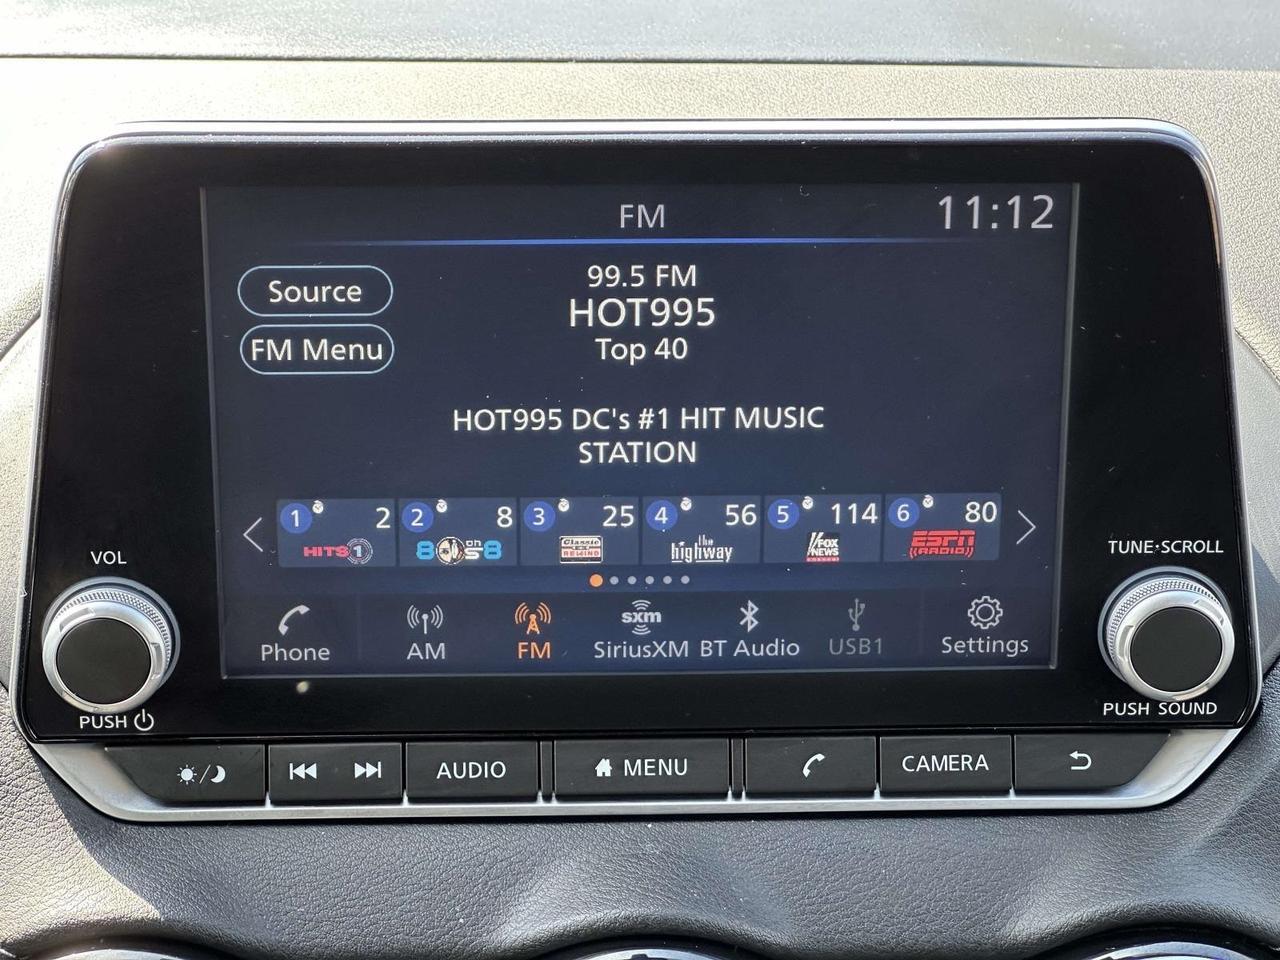 FM
11:12
Source
FM Menu
99.5 FM
HOT995
Top 40
HOT995 DC's #1 HIT MUSIC
STATION
1 2 HITS 1
2 8 80s on 8
3 25 Classic REWIND
4 56 the highway
5 114 FOX NEWS
6 80 ESPN RADIO
Phone
AM
FM
sxm
SiriusXM
BT Audio
USB1
Settings
VOL
PUSH
TUNE·SCROLL
PUSH SOUND
AUDIO
MENU
CAMERA